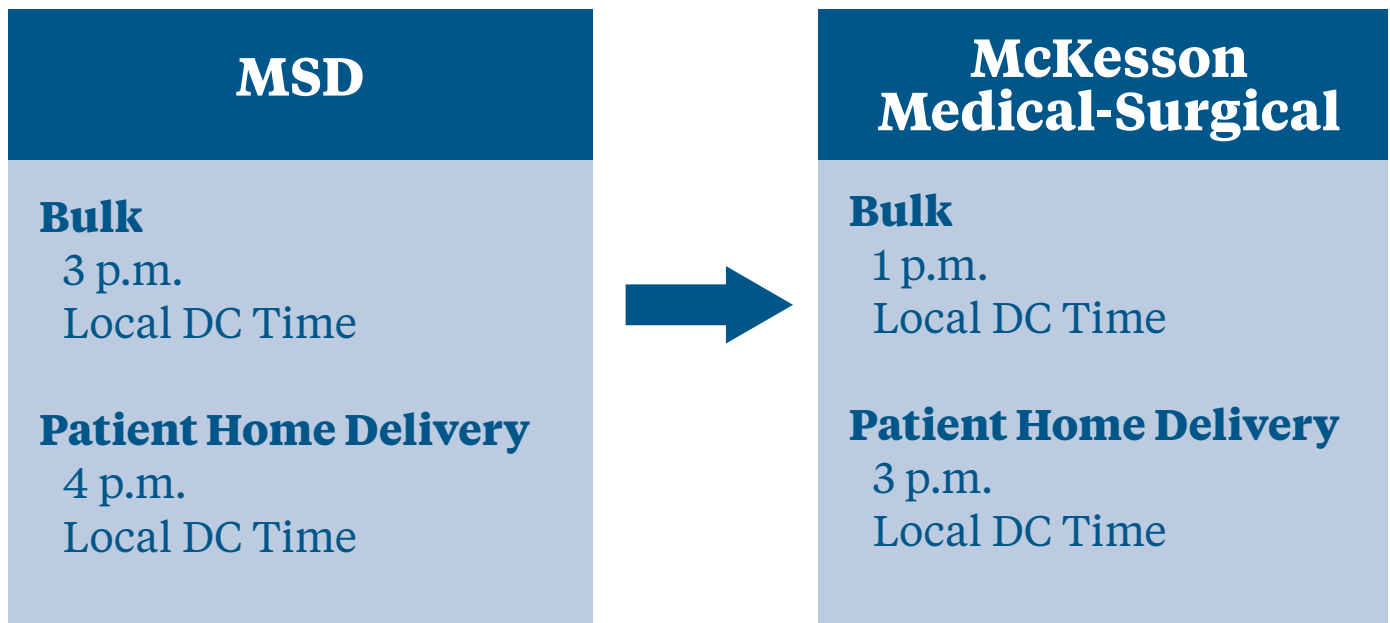 MSD
Bulk
3 p.m.
Local DC Time
Patient Home Delivery
4 p.m.
Local DC Time
McKesson
Medical-Surgical
Bulk
1 p.m.
Local DC Time
Patient Home Delivery
3 p.m.
Local DC Time